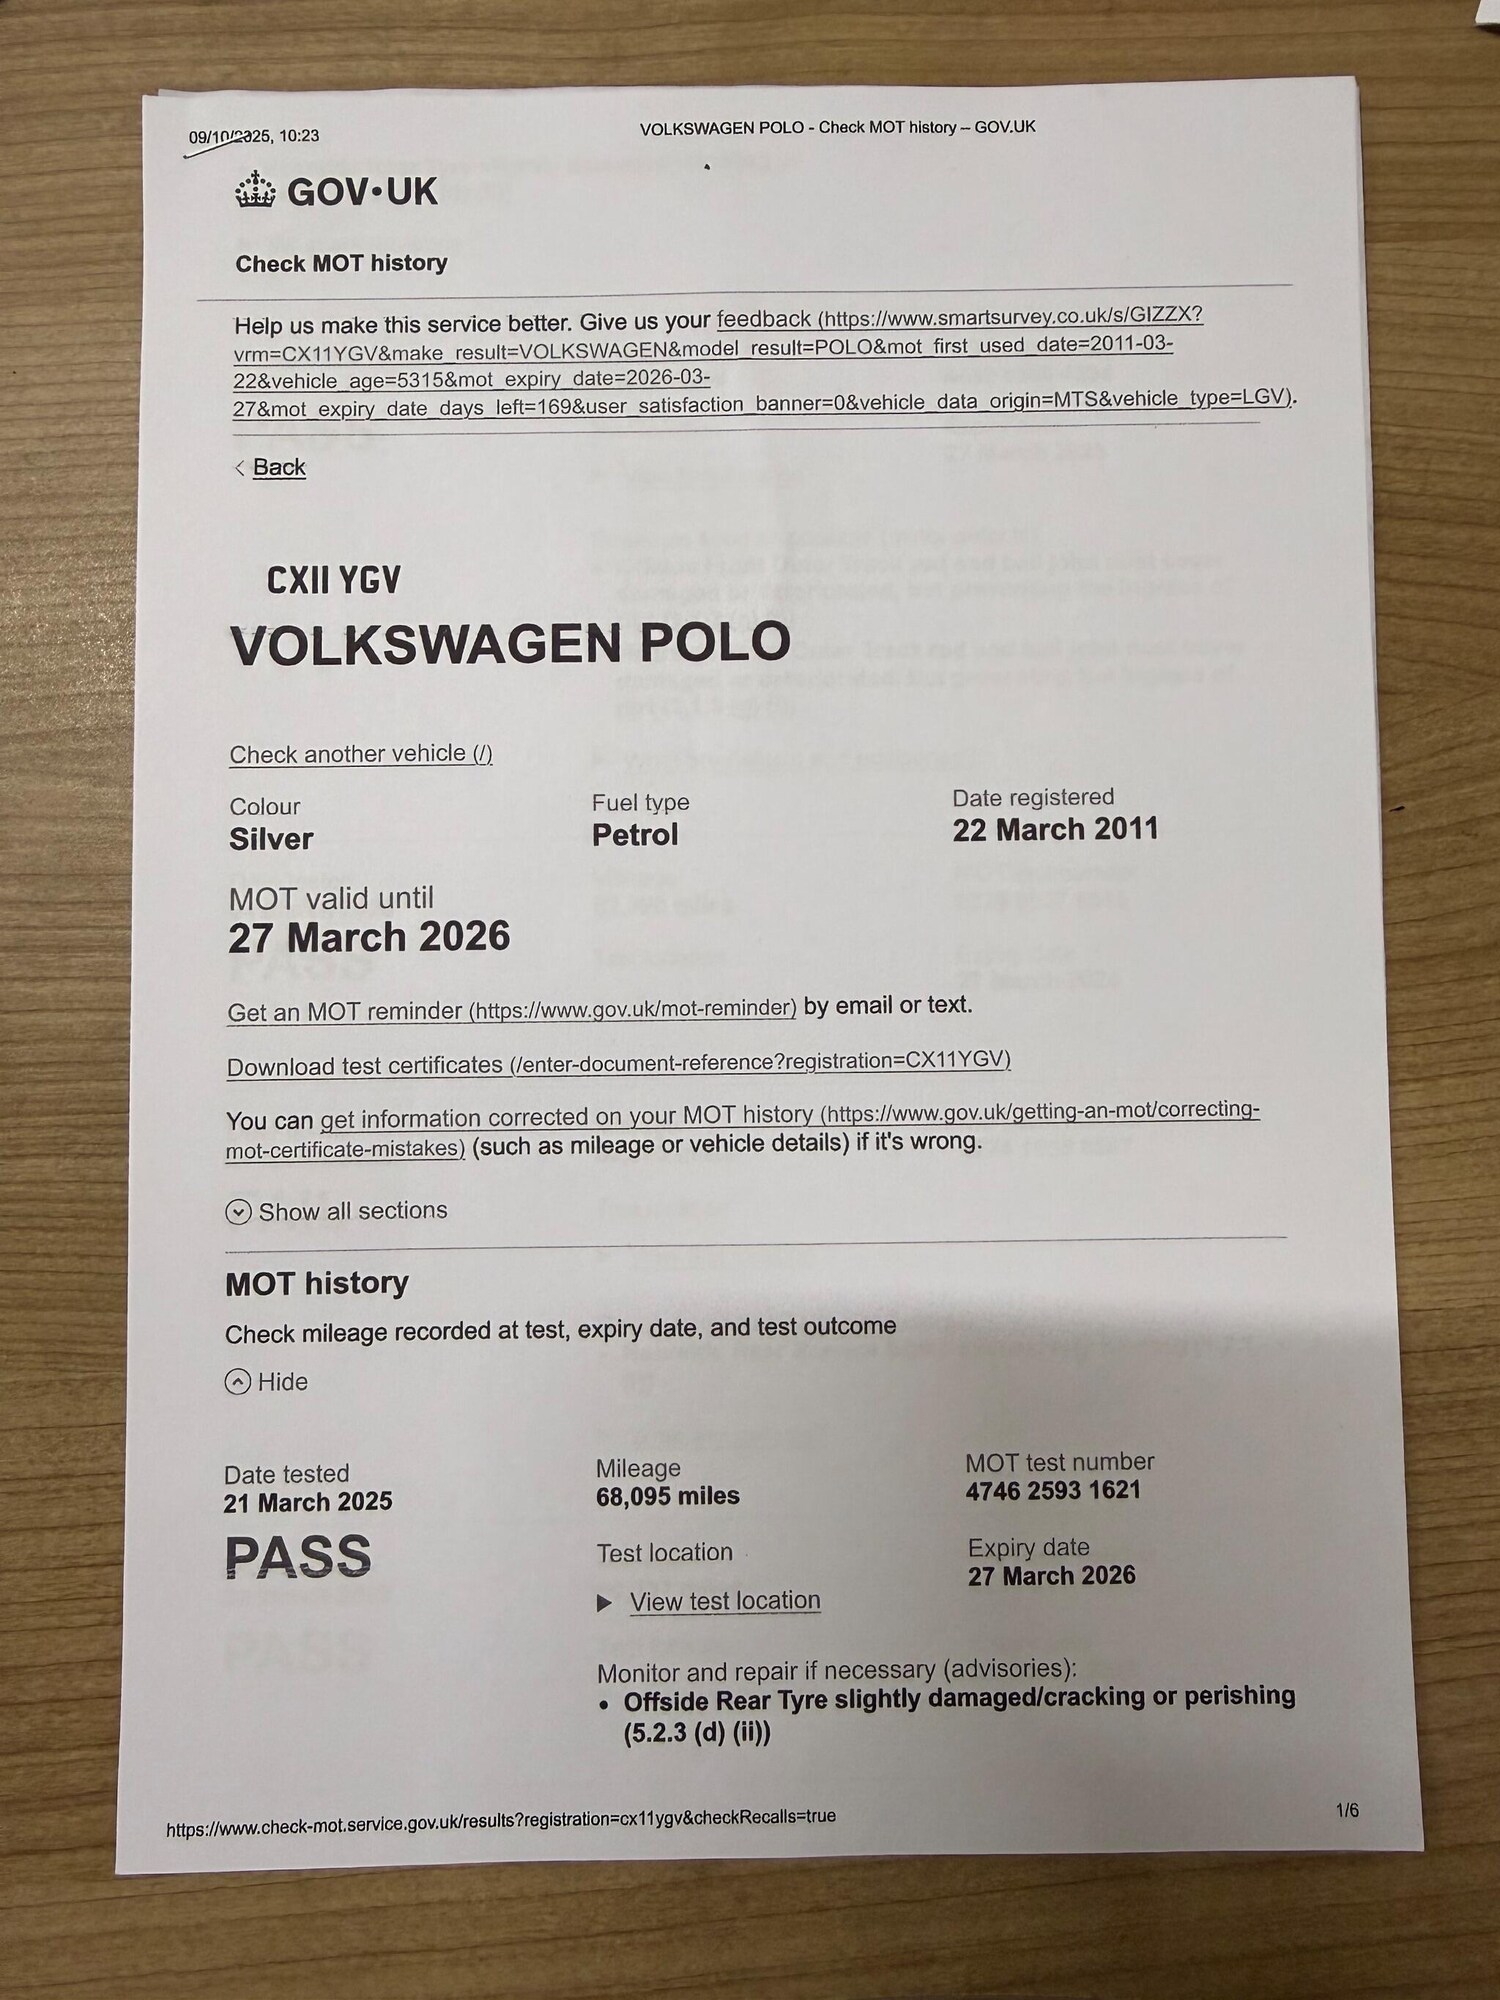 09/10/2025, 10:23
VOLKSWAGEN POLO - Check MOT history – GOV.UK
GOV·UK
Check MOT history
Help us make this service better. Give us your feedback (https://www.smartsurvey.co.uk/s/GIZZX?
vrm=CX11YGV&make_result=VOLKSWAGEN&model_result=POLO&mot_first_used_date=2011-03-
22&vehicle_age=5315&mot_expiry_date=2026-03-
27&mot_expiry_date_days_left=169&user_satisfaction_banner=0&vehicle_data_origin=MTS&vehicle_type=LGV).
Back
CX11 YGV
VOLKSWAGEN POLO
Check another vehicle (/)
Colour
Silver
Fuel type
Petrol
Date registered
22 March 2011
MOT valid until
27 March 2026
Get an MOT reminder (https://www.gov.uk/mot-reminder) by email or text.
Download test certificates (/enter-document-reference?registration=CX11YGV)
You can get information corrected on your MOT history (https://www.gov.uk/getting-an-mot/correcting-
mot-certificate-mistakes) (such as mileage or vehicle details) if it's wrong.
Show all sections
MOT history
Check mileage recorded at test, expiry date, and test outcome
Hide
Date tested
21 March 2025
PASS
Mileage
68,095 miles
MOT test number
4746 2593 1621
Test location
View test location
Expiry date
27 March 2026
Monitor and repair if necessary (advisories):
• Offside Rear Tyre slightly damaged/cracking or perishing
(5.2.3 (d) (ii))
https://www.check-mot.service.gov.uk/results?registration=cx11ygv&checkRecalls=true
1/6